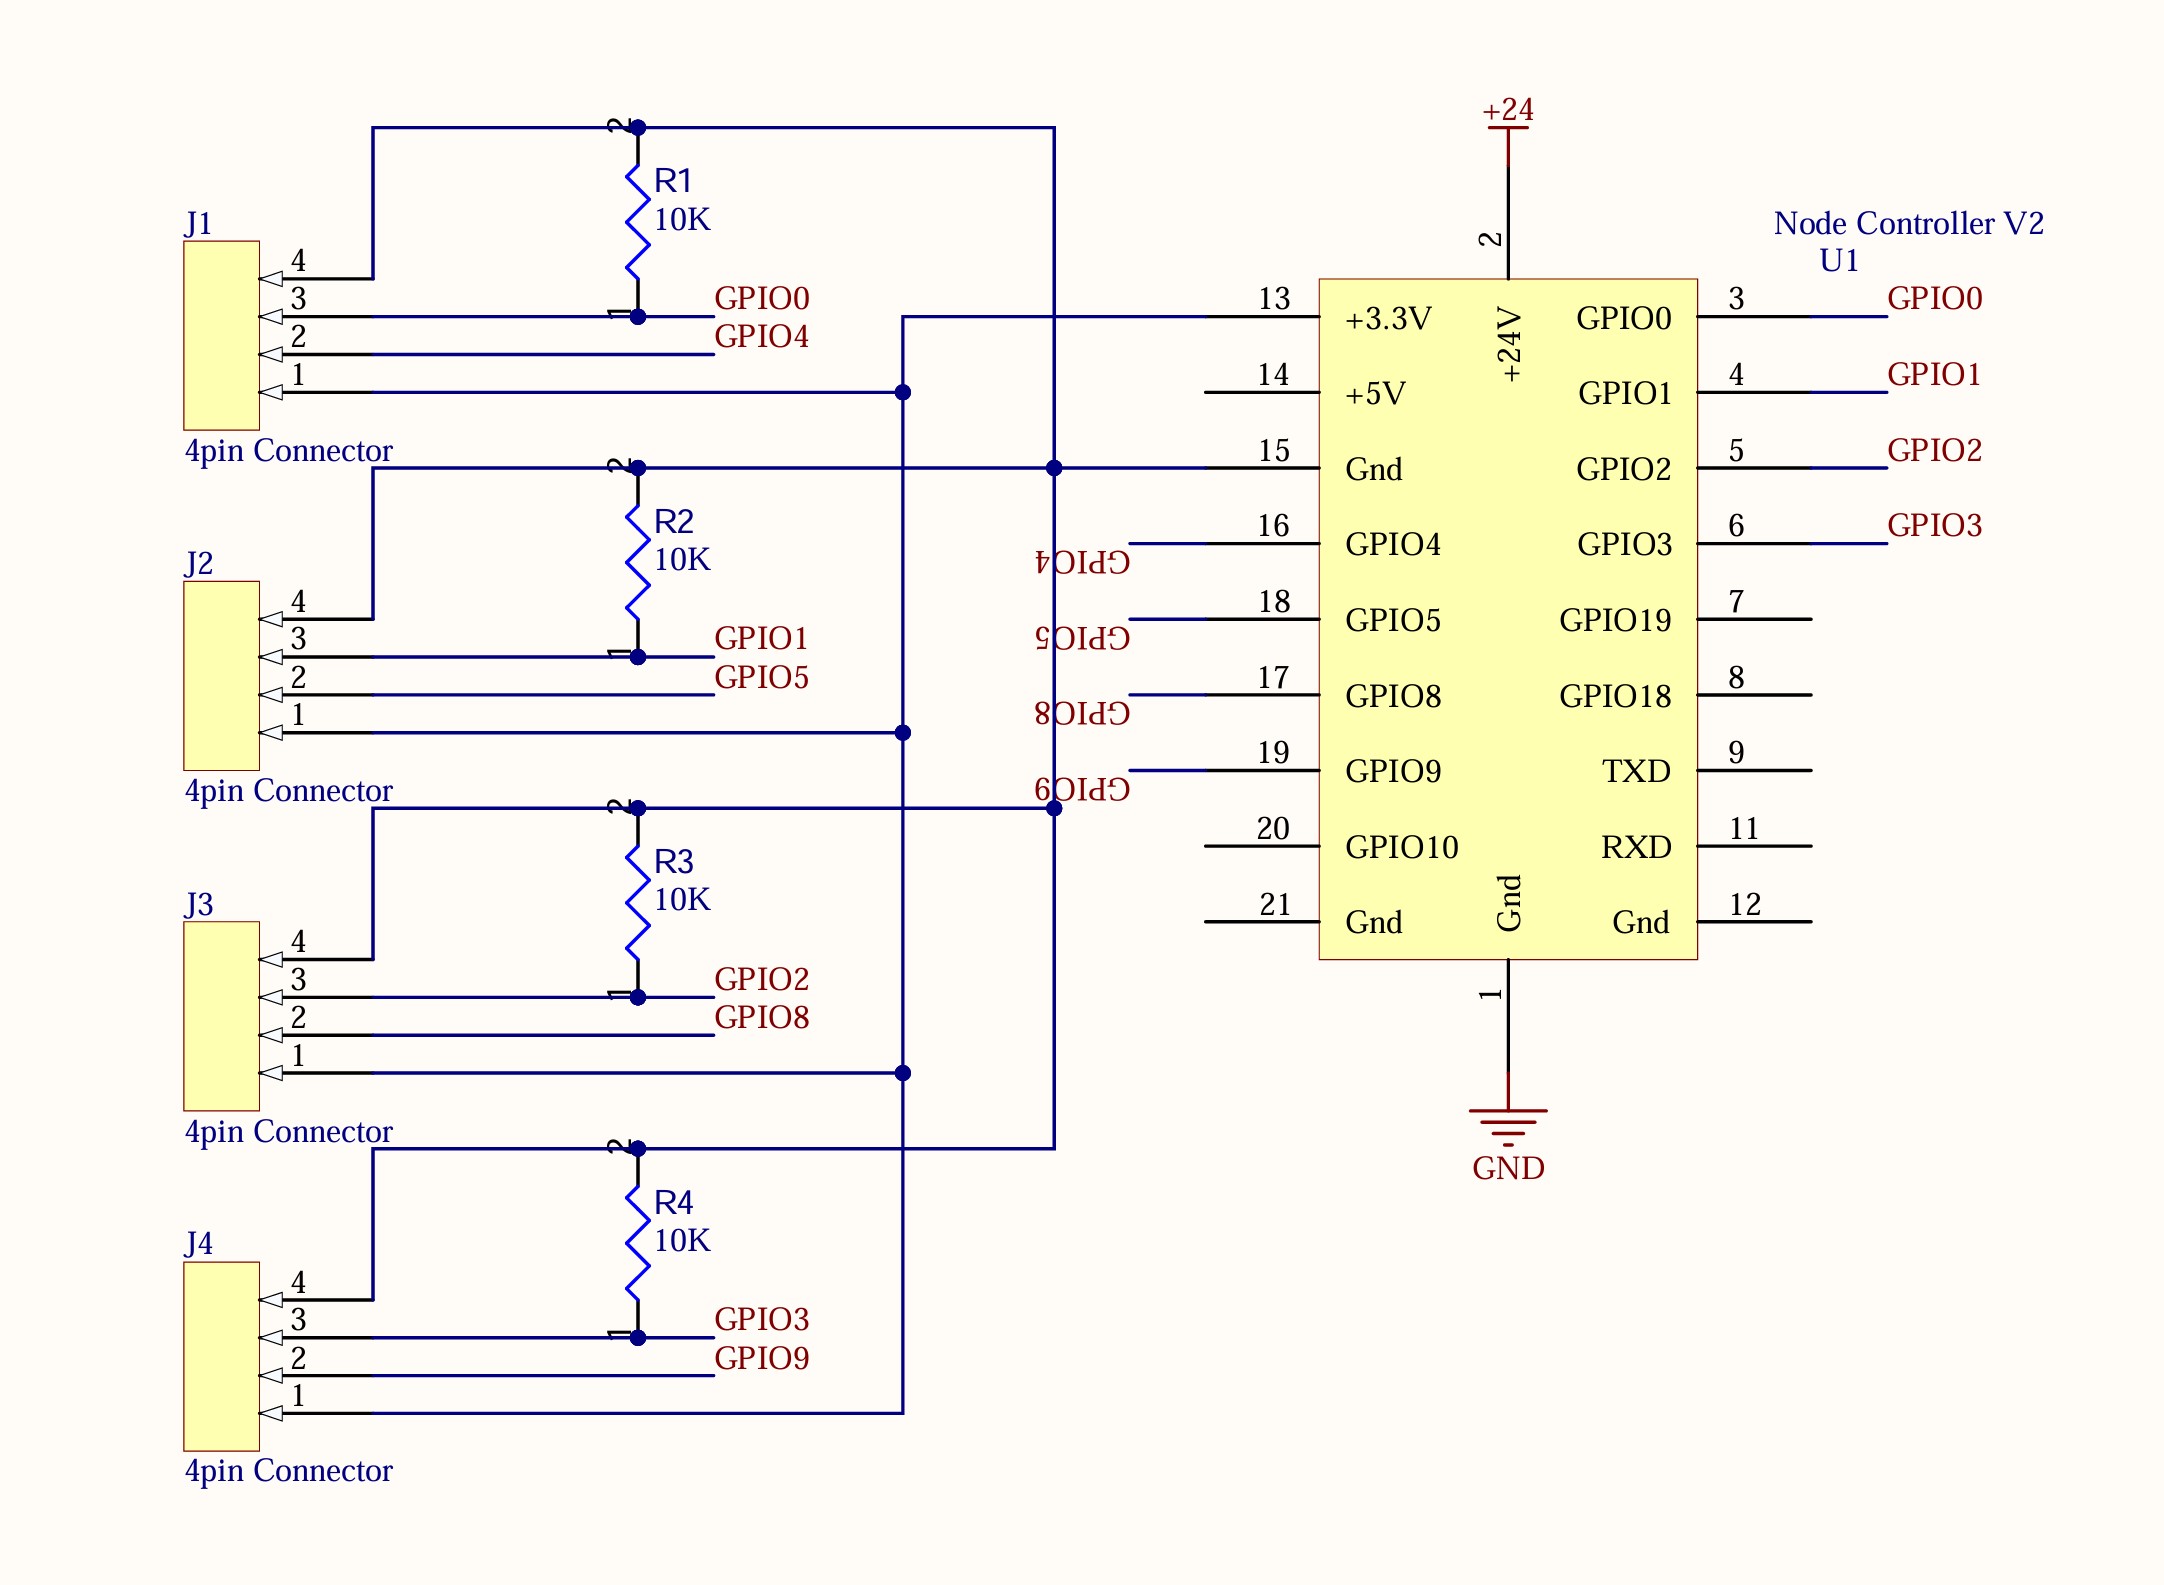 J1
4
3
2
1
4pin Connector
2
R1
10K
1
GPIO0
GPIO4
J2
4
3
2
1
4pin Connector
2
R2
10K
1
GPIO1
GPIO5
J3
4
3
2
1
4pin Connector
2
R3
10K
1
GPIO2
GPIO8
J4
4
3
2
1
4pin Connector
2
R4
10K
1
GPIO3
GPIO9
+24
2
Node Controller V2
U1
+24V
13
+3.3V
14
+5V
15
Gnd
16
GPIO4
GPIO4
18
GPIO5
GPIO5
17
GPIO8
GPIO8
19
GPIO9
GPIO9
20
GPIO10
21
Gnd
GPIO0
3
GPIO0
GPIO1
4
GPIO1
GPIO2
5
GPIO2
GPIO3
6
GPIO3
GPIO19
7
GPIO18
8
TXD
9
RXD
11
Gnd
12
Gnd
1
GND